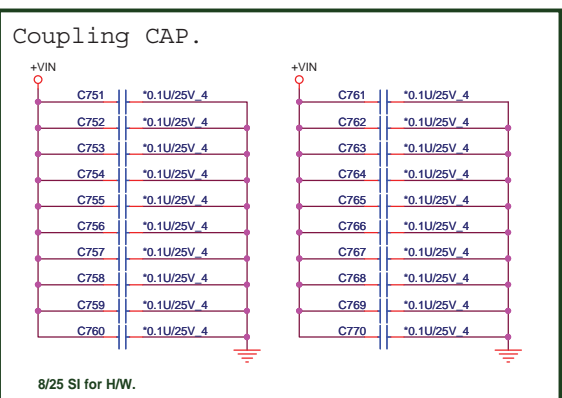 Coupling CAP.
+VIN
C751 *0.1U/25V_4
C752 *0.1U/25V_4
C753 *0.1U/25V_4
C754 *0.1U/25V_4
C755 *0.1U/25V_4
C756 *0.1U/25V_4
C757 *0.1U/25V_4
C758 *0.1U/25V_4
C759 *0.1U/25V_4
C760 *0.1U/25V_4
+VIN
C761 *0.1U/25V_4
C762 *0.1U/25V_4
C763 *0.1U/25V_4
C764 *0.1U/25V_4
C765 *0.1U/25V_4
C766 *0.1U/25V_4
C767 *0.1U/25V_4
C768 *0.1U/25V_4
C769 *0.1U/25V_4
C770 *0.1U/25V_4
8/25 SI for H/W.